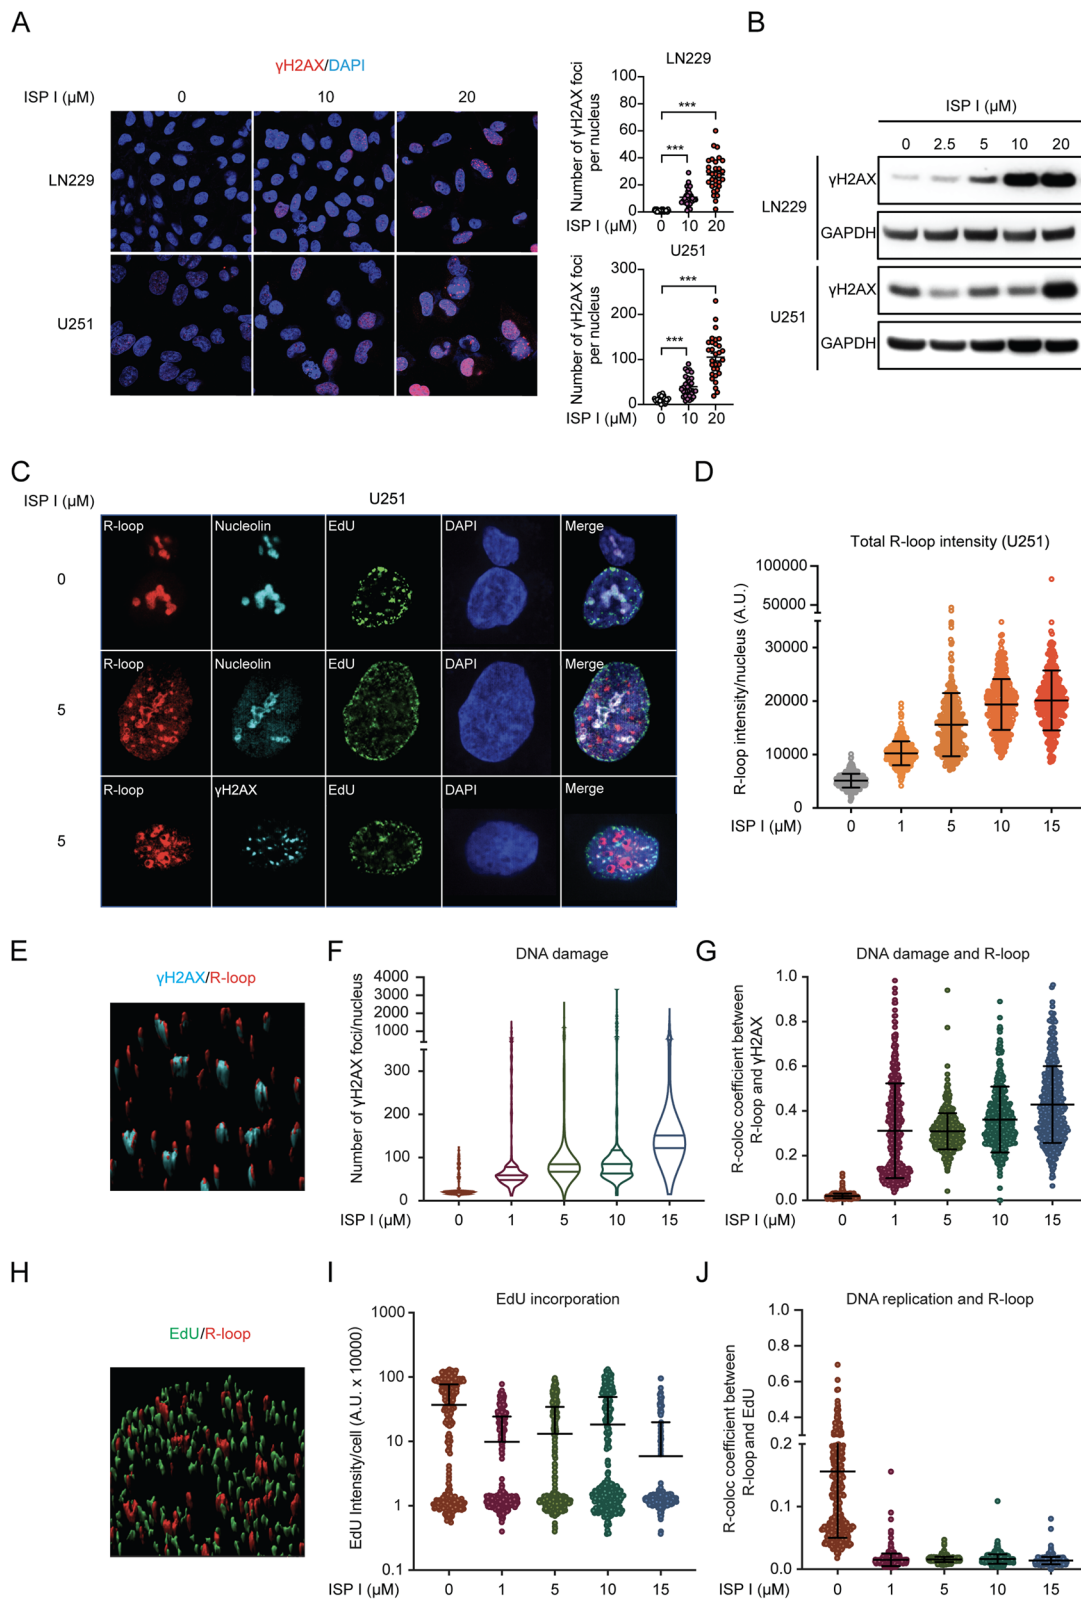 A
γH2AX/DAPI
ISP I (μM)
0
10
20
LN229
U251
LN229
Number of γH2AX foci
per nucleus
100
80
60
40
20
0
***
***
ISP I (μM)
0
10
20
U251
Number of γH2AX foci
per nucleus
300
200
100
0
***
***
ISP I (μM)
0
10
20
B
ISP I (μM)
0 2.5 5 10 20
LN229
γH2AX
GAPDH
U251
γH2AX
GAPDH
C
ISP I (μM)
U251
0
R-loop Nucleolin EdU DAPI Merge
5
R-loop Nucleolin EdU DAPI Merge
5
R-loop γH2AX EdU DAPI Merge
D
Total R-loop intensity (U251)
R-loop intensity/nucleus (A.U.)
100000
50000
30000
20000
10000
0
ISP I (μM)
0 1 5 10 15
E
γH2AX/R-loop
F
DNA damage
Number of γH2AX foci/nucleus
4000
3000
2000
1000
300
200
100
0
ISP I (μM)
0 1 5 10 15
G
DNA damage and R-loop
R-coloc coefficient between
R-loop and γH2AX
1.0
0.8
0.6
0.4
0.2
0.0
ISP I (μM)
0 1 5 10 15
H
EdU/R-loop
I
EdU incorporation
EdU Intensity/cell (A.U. x 10000)
1000
100
10
1
0.1
ISP I (μM)
0 1 5 10 15
J
DNA replication and R-loop
R-coloc coefficient between
R-loop and EdU
1.0
0.8
0.6
0.4
0.2
0.1
0.0
ISP I (μM)
0 1 5 10 15